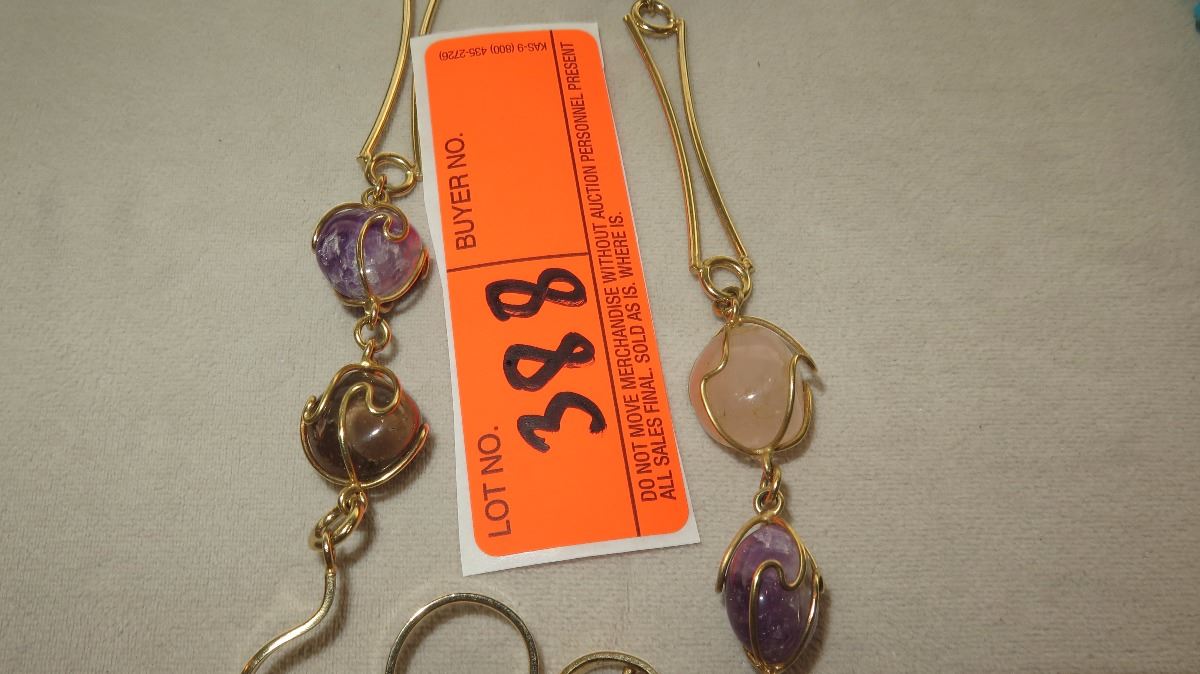 KAS-9 (800) 435-2726)
LOT NO.
388
BUYER NO.
DO NOT MOVE MERCHANDISE WITHOUT AUCTION PERSONNEL PRESENT
ALL SALES FINAL. SOLD AS IS. WHERE IS.